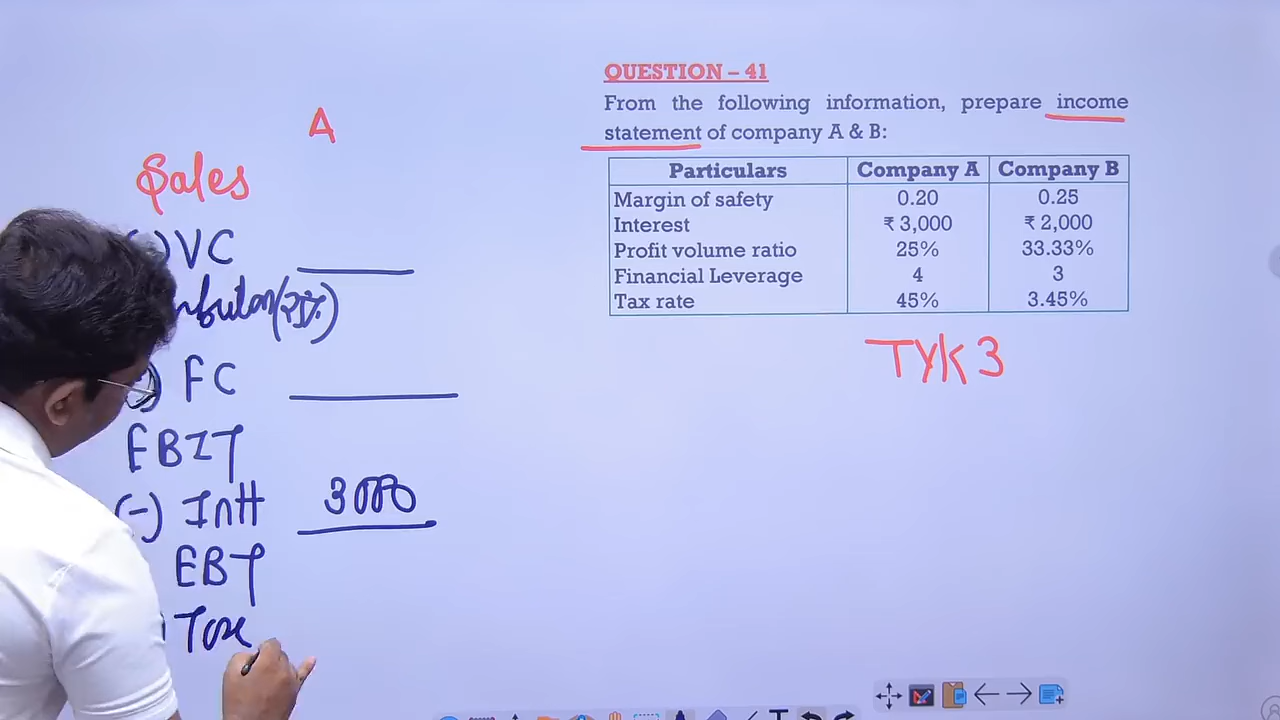 QUESTION – 41
From the following information, prepare income
statement of company A & B:
Particulars Company A Company B
Margin of safety 0.20 0.25
Interest ₹ 3,000 ₹ 2,000
Profit volume ratio 25% 33.33%
Financial Leverage 4 3
Tax rate 45% 3.45%
TYK 3
A
Sales
VC
FC
EBIT
(-) Int 3000
EBT
Tax